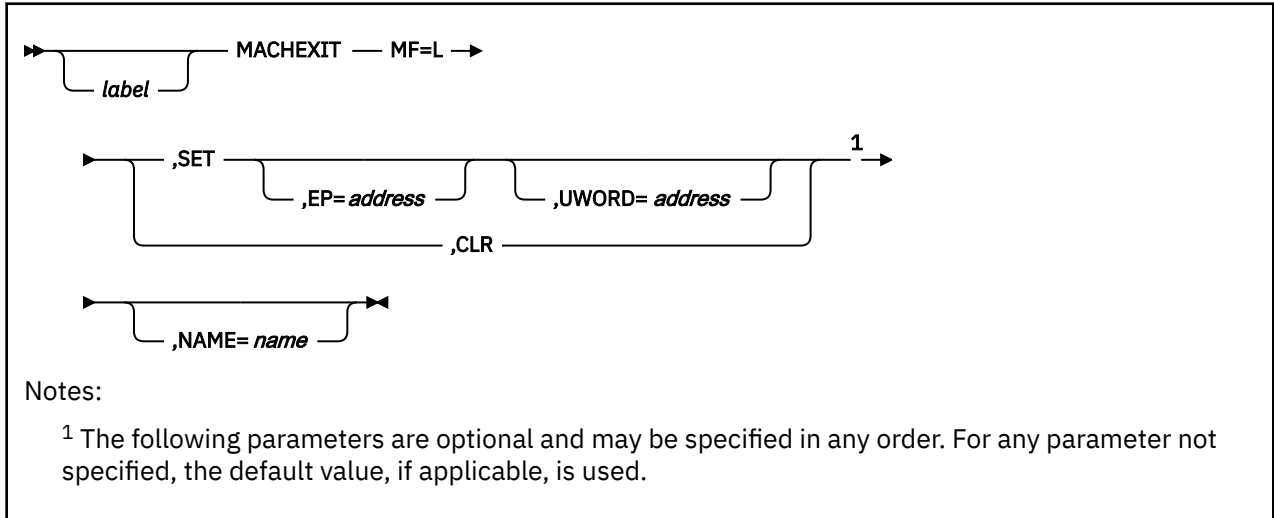 MACHEXIT MF=L
label
1
,SET
,EP= address ,UWORD= address
,CLR
,NAME= name
Notes:
1 The following parameters are optional and may be specified in any order. For any parameter not
specified, the default value, if applicable, is used.